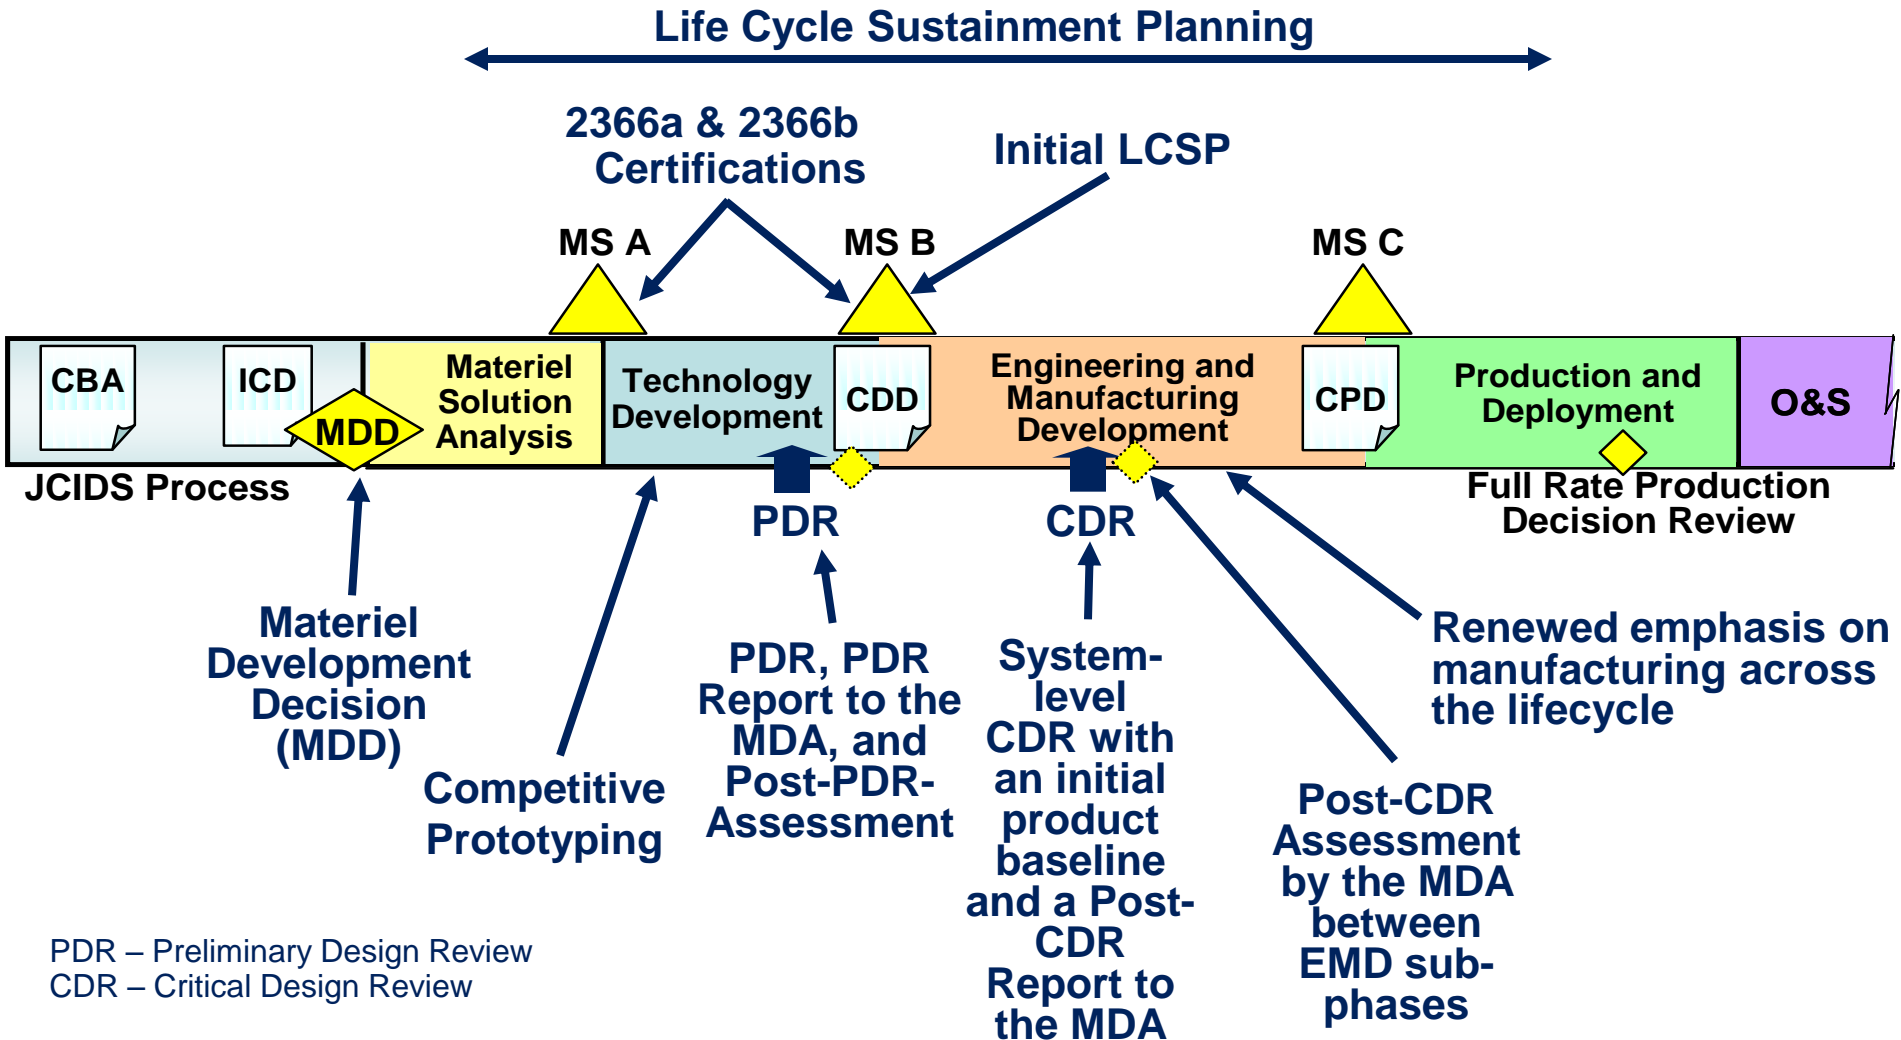 Life Cycle Sustainment Planning
2366a & 2366b
Certifications
Initial LCSP
MS A
MS B
MS C
CBA
ICD
MDD
Materiel
Solution
Analysis
Technology
Development
CDD
Engineering and
Manufacturing
Development
CPD
Production and
Deployment
O&S
JCIDS Process
PDR
CDR
Full Rate Production
Decision Review
Materiel
Development
Decision
(MDD)
Competitive
Prototyping
PDR, PDR
Report to the
MDA, and
Post-PDR-
Assessment
System-
level
CDR with
an initial
product
baseline
and a Post-
CDR
Report to
the MDA
Post-CDR
Assessment
by the MDA
between
EMD sub-
phases
Renewed emphasis on
manufacturing across
the lifecycle
PDR – Preliminary Design Review
CDR – Critical Design Review